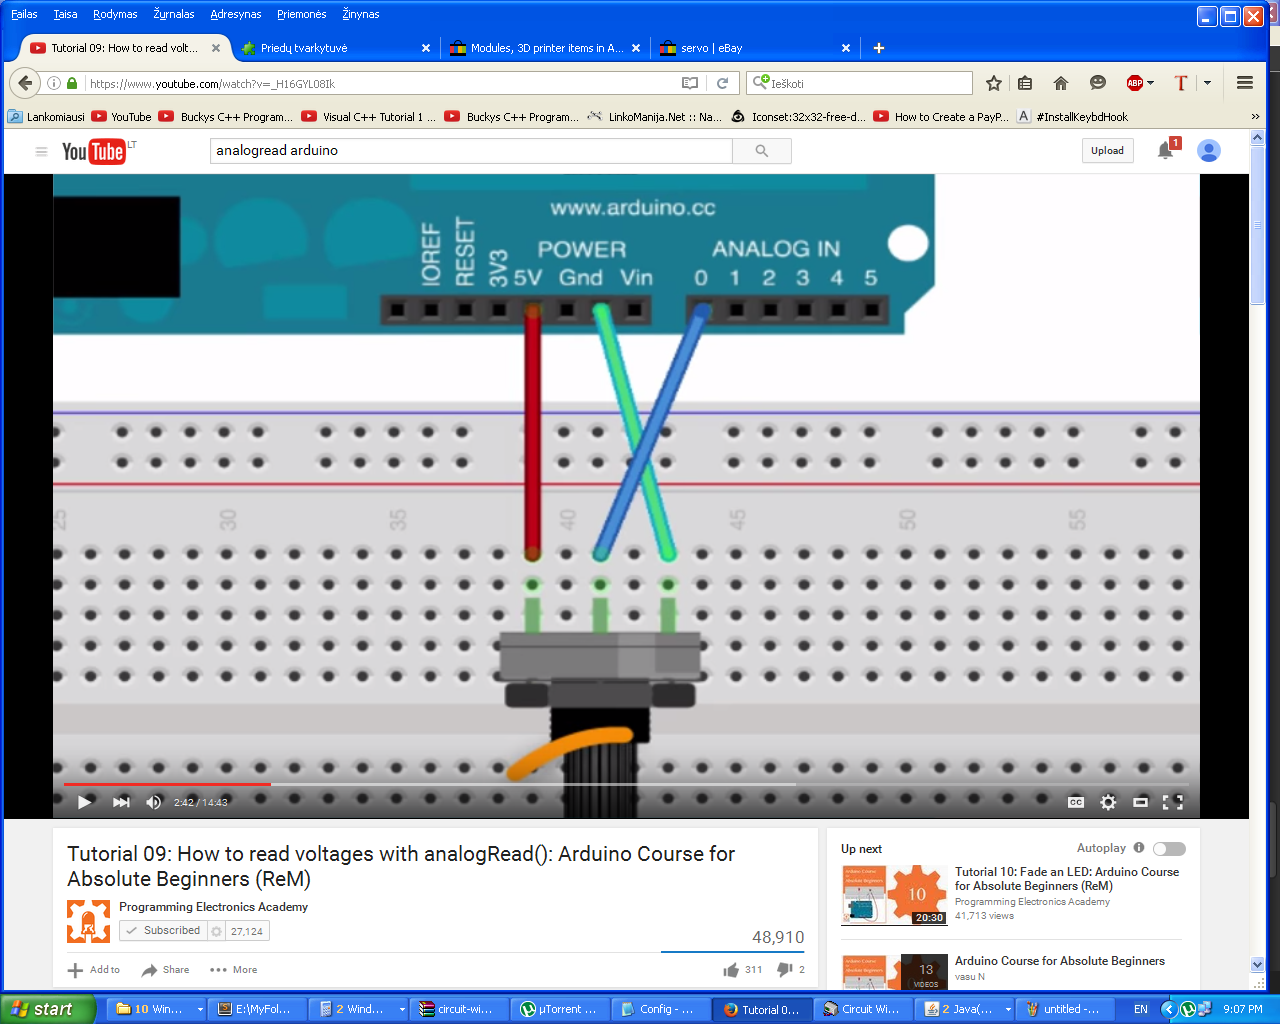 Failas Taisa Rodymas Žurnalas Adresynas Priemonės Žinynas
Tutorial 09: How to read volt... Priedų tvarkytuvė Modules, 3D printer items in A... servo | eBay
https://www.youtube.com/watch?v=_H16GYL08Ik Ieškoti
Lankomiausi YouTube Buckys C++ Program... Visual C++ Tutorial 1 ... Buckys C++ Program... LinkoManija.Net :: Na... Iconset:32x32-free-d... How to Create a PayP... #InstallKeybdHook
YouTube LT analogread arduino Upload 1
www.arduino.cc
IOREF RESET 3V3 POWER ANALOG IN
5V Gnd Vin 0 1 2 3 4 5
25 30 35 40 45 50 55
2:42 / 14:43 CC
Tutorial 09: How to read voltages with analogRead(): Arduino Course for
Absolute Beginners (ReM)
Programming Electronics Academy
Subscribed 27,124
48,910
Add to Share More 311 2
Up next Autoplay
Tutorial 10: Fade an LED: Arduino Course
for Absolute Beginners (ReM)
Programming Electronics Academy
41,713 views
10
20:30
Arduino Course for Absolute Beginners
vasu N
13
VIDEOS
start 10 Win... E:\MyFol... 2 Wind... circuit-wi... µTorrent ... Config - ... Tutorial 0... Circuit Wi... 2 Java(... untitled -... EN 9:07 PM